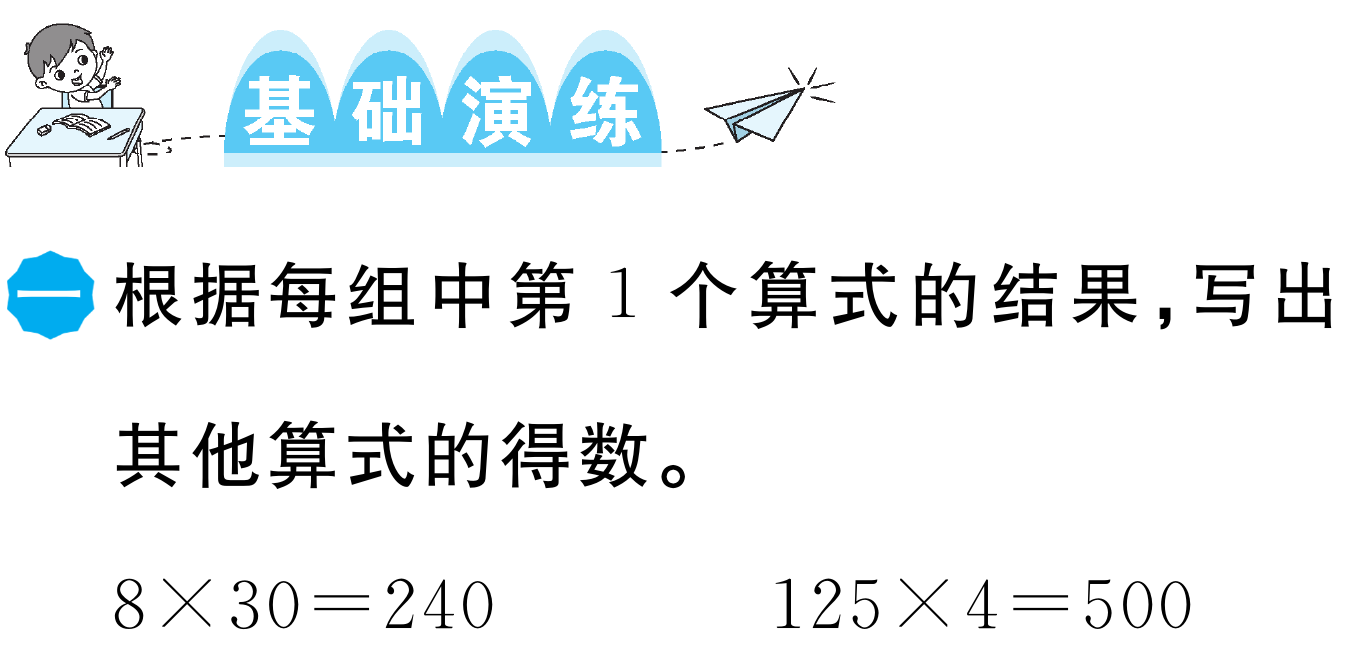 基础演练
一 根据每组中第 1 个算式的结果,写出
其他算式的得数。
8×30=240 125×4=500